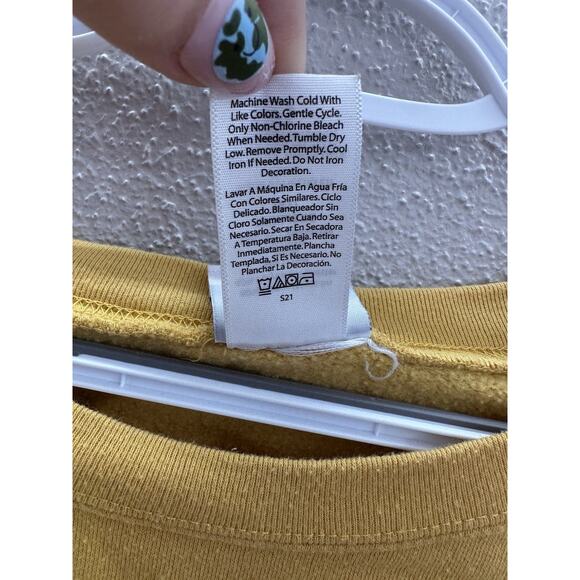 Machine Wash Cold With
Like Colors. Gentle Cycle.
Only Non-Chlorine Bleach
When Needed. Tumble Dry
Low. Remove Promptly. Cool
Iron If Needed. Do Not Iron
Decoration.
Lavar A Máquina En Agua Fría
Con Colores Similares. Ciclo
Delicado. Blanqueador Sin
Cloro Solamente Cuando Sea
Necesario. Secar En Secadora
A Temperatura Baja. Retirar
Inmediatamente. Plancha
Templada, Si Es Necesario. No
Planchar La Decoración.
S21